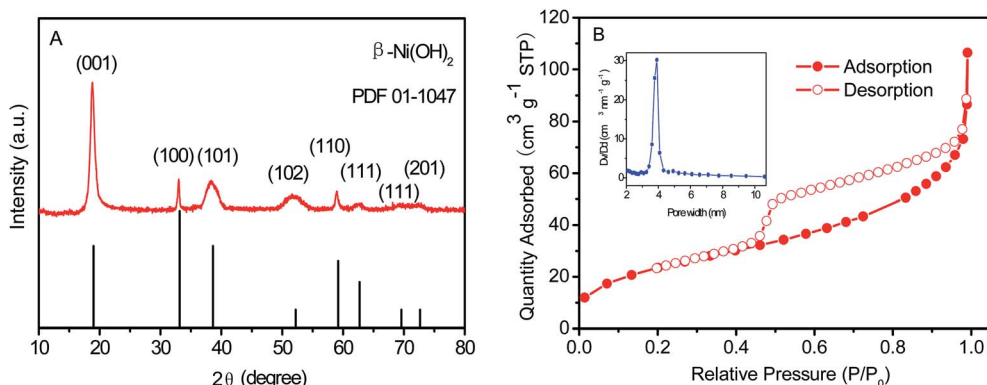 A
β-Ni(OH)₂
PDF 01-1047
(001)
(100)
(101)
(102)
(110)
(111)
(111)
(201)
Intensity (a.u.)
10 20 30 40 50 60 70 80
2θ (degree)
B
Adsorption
Desorption
Quantity Adsorbed (cm³ g⁻¹ STP)
120
100
80
60
40
20
0
0.0 0.2 0.4 0.6 0.8 1.0
Relative Pressure (P/P₀)
Dv/Dd (cm³ nm⁻¹ g⁻¹)
30
20
10
0
2 4 6 8 10
Pore width (nm)